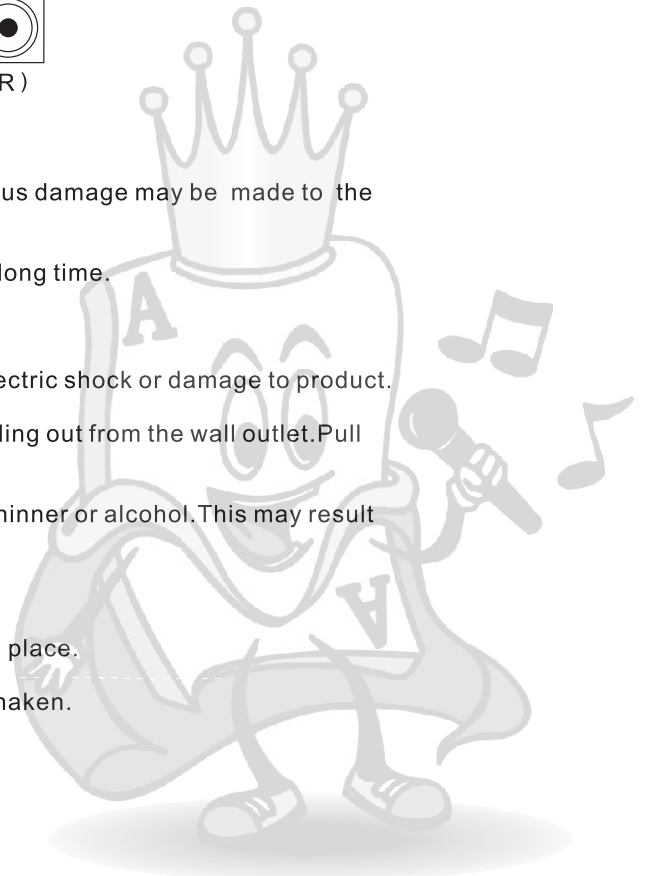 R )
us damage may be made to the
long time.
A
ectric shock or damage to product.
ling out from the wall outlet.Pull
hinner or alcohol.This may result
A
place.
haken.